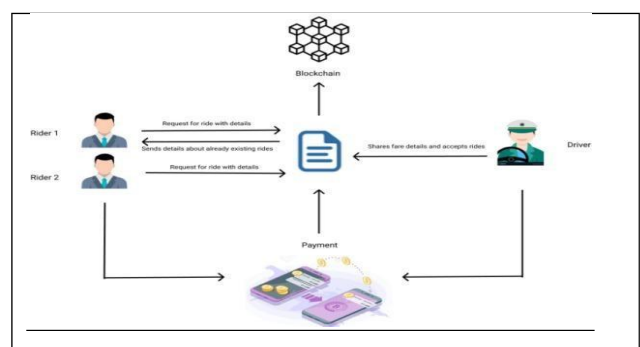 Blockchain
Request for ride with details
Rider 1
Sends details about already existing rides
Shares fare details and accepts rides
Driver
Request for ride with details
Rider 2
Payment